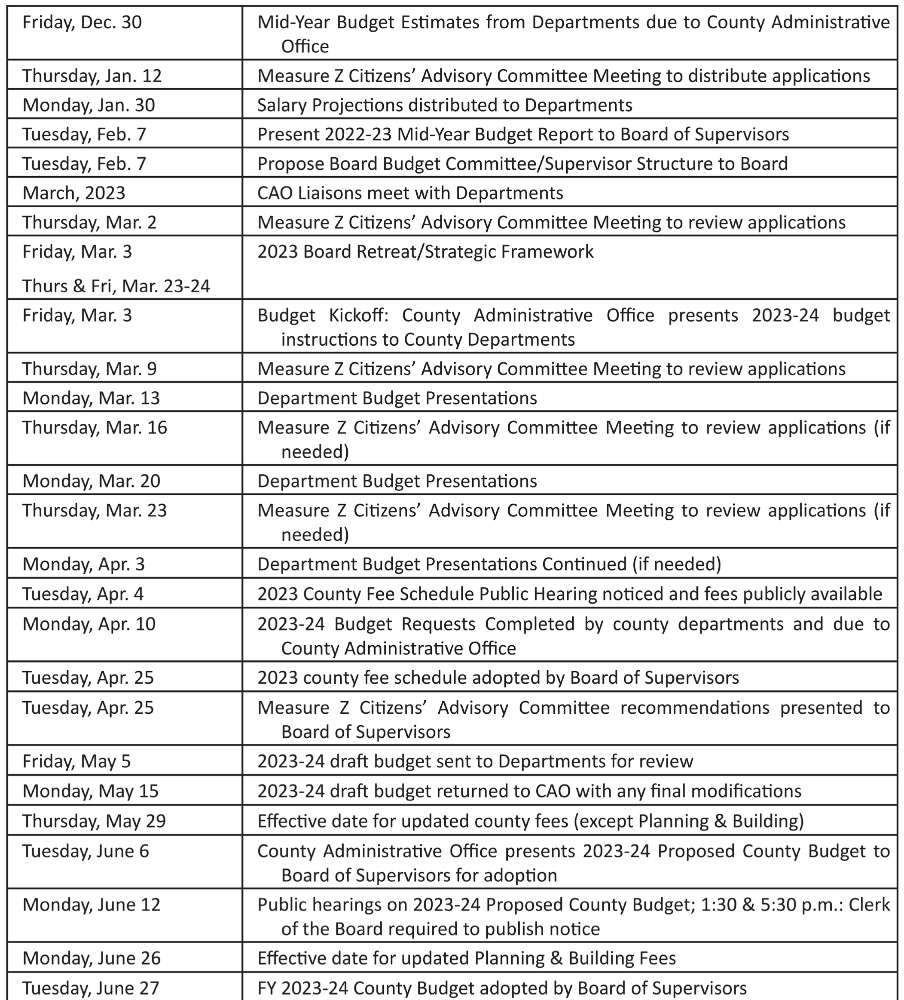 Friday, Dec. 30
Mid-Year Budget Estimates from Departments due to County Administrative
Office
Thursday, Jan. 12
Measure Z Citizens’ Advisory Committee Meeting to distribute applications
Monday, Jan. 30
Salary Projections distributed to Departments
Tuesday, Feb. 7
Present 2022-23 Mid-Year Budget Report to Board of Supervisors
Tuesday, Feb. 7
Propose Board Budget Committee/Supervisor Structure to Board
March, 2023
CAO Liaisons meet with Departments
Thursday, Mar. 2
Measure Z Citizens’ Advisory Committee Meeting to review applications
Friday, Mar. 3
2023 Board Retreat/Strategic Framework
Thurs & Fri, Mar. 23-24
Friday, Mar. 3
Budget Kickoff: County Administrative Office presents 2023-24 budget
instructions to County Departments
Thursday, Mar. 9
Measure Z Citizens’ Advisory Committee Meeting to review applications
Monday, Mar. 13
Department Budget Presentations
Thursday, Mar. 16
Measure Z Citizens’ Advisory Committee Meeting to review applications (if
needed)
Monday, Mar. 20
Department Budget Presentations
Thursday, Mar. 23
Measure Z Citizens’ Advisory Committee Meeting to review applications (if
needed)
Monday, Apr. 3
Department Budget Presentations Continued (if needed)
Tuesday, Apr. 4
2023 County Fee Schedule Public Hearing noticed and fees publicly available
Monday, Apr. 10
2023-24 Budget Requests Completed by county departments and due to
County Administrative Office
Tuesday, Apr. 25
2023 county fee schedule adopted by Board of Supervisors
Tuesday, Apr. 25
Measure Z Citizens’ Advisory Committee recommendations presented to
Board of Supervisors
Friday, May 5
2023-24 draft budget sent to Departments for review
Monday, May 15
2023-24 draft budget returned to CAO with any final modifications
Thursday, May 29
Effective date for updated county fees (except Planning & Building)
Tuesday, June 6
County Administrative Office presents 2023-24 Proposed County Budget to
Board of Supervisors for adoption
Monday, June 12
Public hearings on 2023-24 Proposed County Budget; 1:30 & 5:30 p.m.: Clerk
of the Board required to publish notice
Monday, June 26
Effective date for updated Planning & Building Fees
Tuesday, June 27
FY 2023-24 County Budget adopted by Board of Supervisors